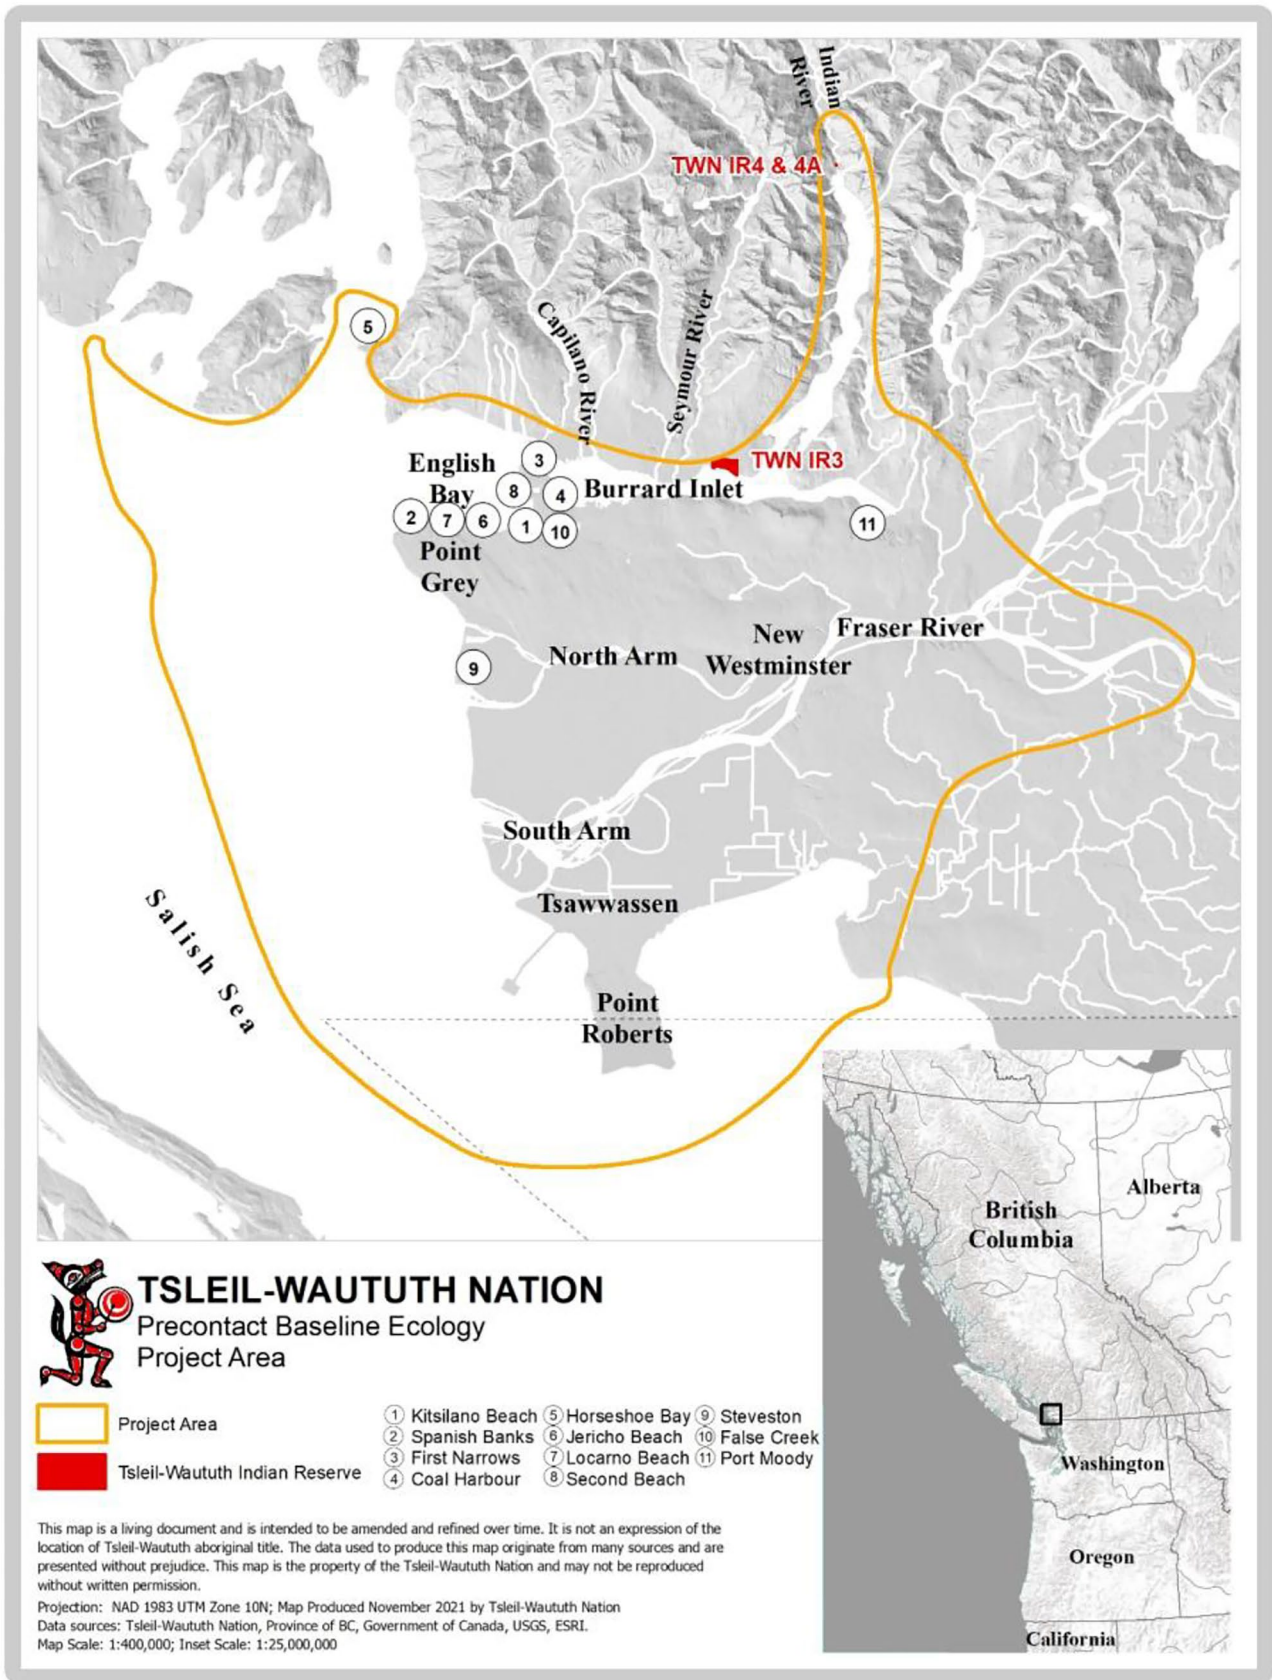 Indian
River
TWN IR4 & 4A
5
Capilano River
Seymour River
English
Bay
3
8
4
Burrard Inlet
TWN IR3
2
7
6
1
10
11
Point
Grey
New
Westminster
Fraser River
North Arm
9
South Arm
Tsawwassen
Salish Sea
Point
Roberts
British
Columbia
Alberta
Washington
Oregon
California
TSLEIL-WAUTUTH NATION
Precontact Baseline Ecology
Project Area
Project Area
Tsleil-Waututh Indian Reserve
1 Kitsilano Beach 5 Horseshoe Bay 9 Steveston
2 Spanish Banks 6 Jericho Beach 10 False Creek
3 First Narrows 7 Locarno Beach 11 Port Moody
4 Coal Harbour 8 Second Beach
This map is a living document and is intended to be amended and refined over time. It is not an expression of the
location of Tsleil-Waututh aboriginal title. The data used to produce this map originate from many sources and are
presented without prejudice. This map is the property of the Tsleil-Waututh Nation and may not be reproduced
without written permission.
Projection: NAD 1983 UTM Zone 10N; Map Produced November 2021 by Tsleil-Waututh Nation
Data sources: Tsleil-Waututh Nation, Province of BC, Government of Canada, USGS, ESRI.
Map Scale: 1:400,000; Inset Scale: 1:25,000,000